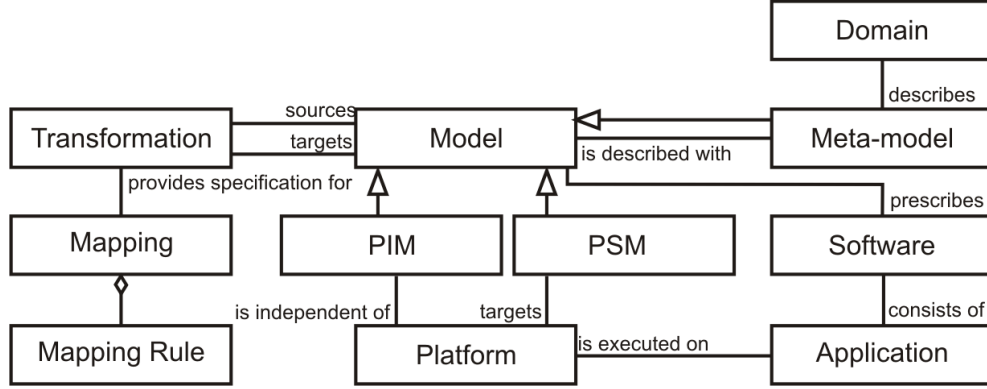 Domain
describes
sources
Transformation
Model
Meta-model
targets
is described with
provides specification for
prescribes
Mapping
PIM
PSM
Software
is independent of
targets
consists of
is executed on
Mapping Rule
Platform
Application